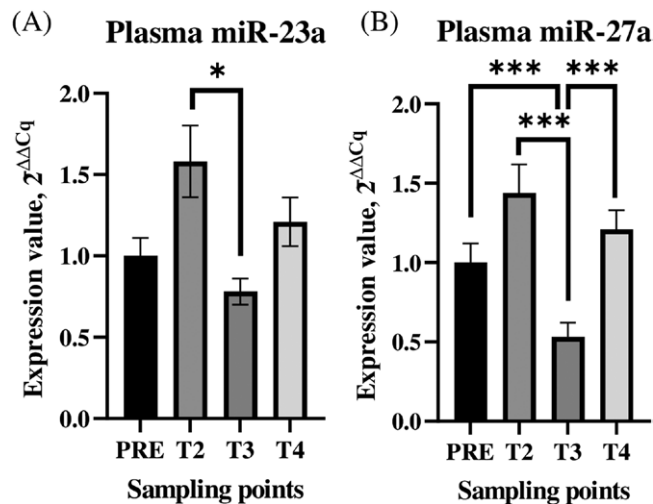 (A) Plasma miR-23a
*
Expression value, 2^ΔΔCq
2.0
1.5
1.0
0.5
0.0
PRE T2 T3 T4
Sampling points
(B) Plasma miR-27a
*** ***
***
Expression value, 2^ΔΔCq
2.0
1.5
1.0
0.5
0.0
PRE T2 T3 T4
Sampling points